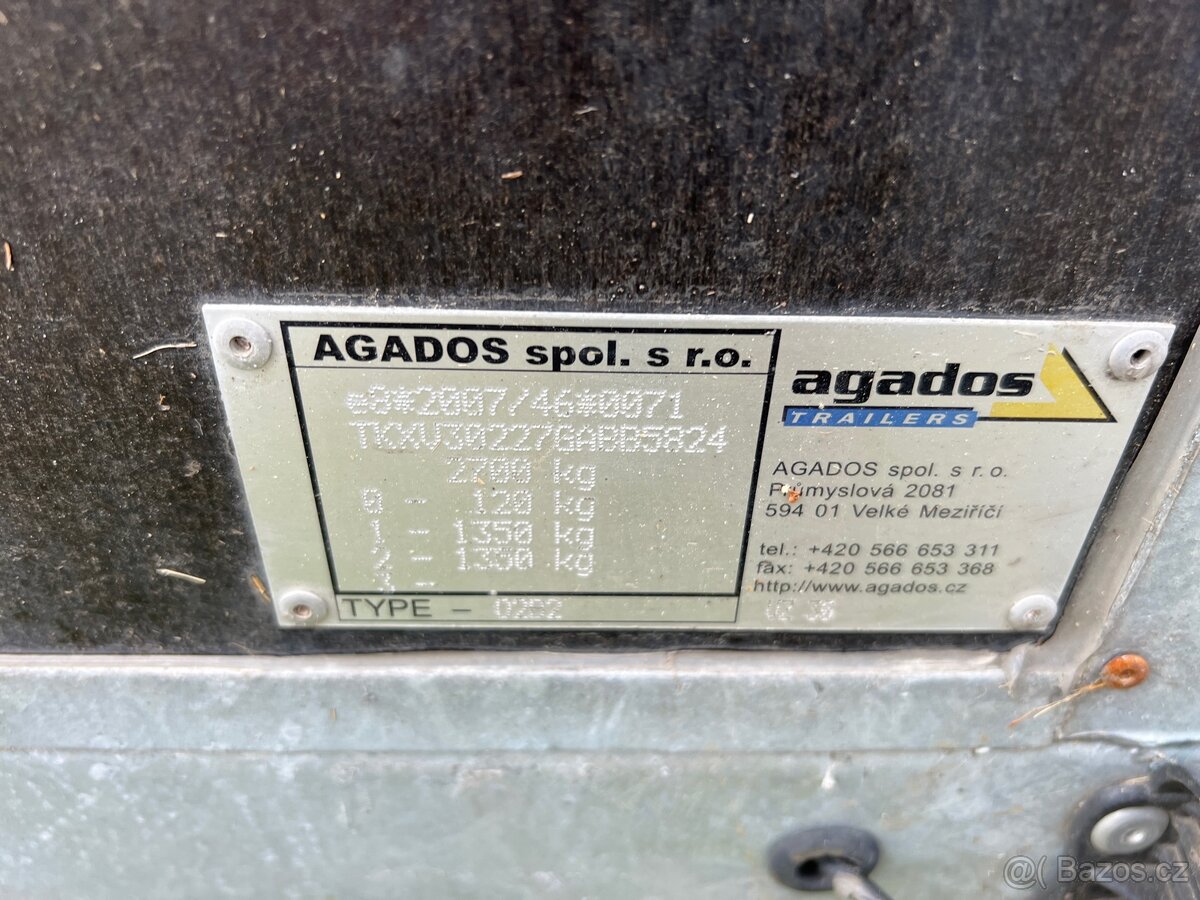 AGADOS spol. s r.o.
e8*2007/46*0071
2700 kg
0 - 120 kg
1 - 1350 kg
2 - 1350 kg
3 -
TYPE -
agados
TRAILERS
AGADOS spol. s r.o.
Průmyslová 2081
594 01 Velké Meziříčí
tel.: +420 566 653 311
fax: +420 566 653 368
http://www.agados.cz
@( Bazos.cz